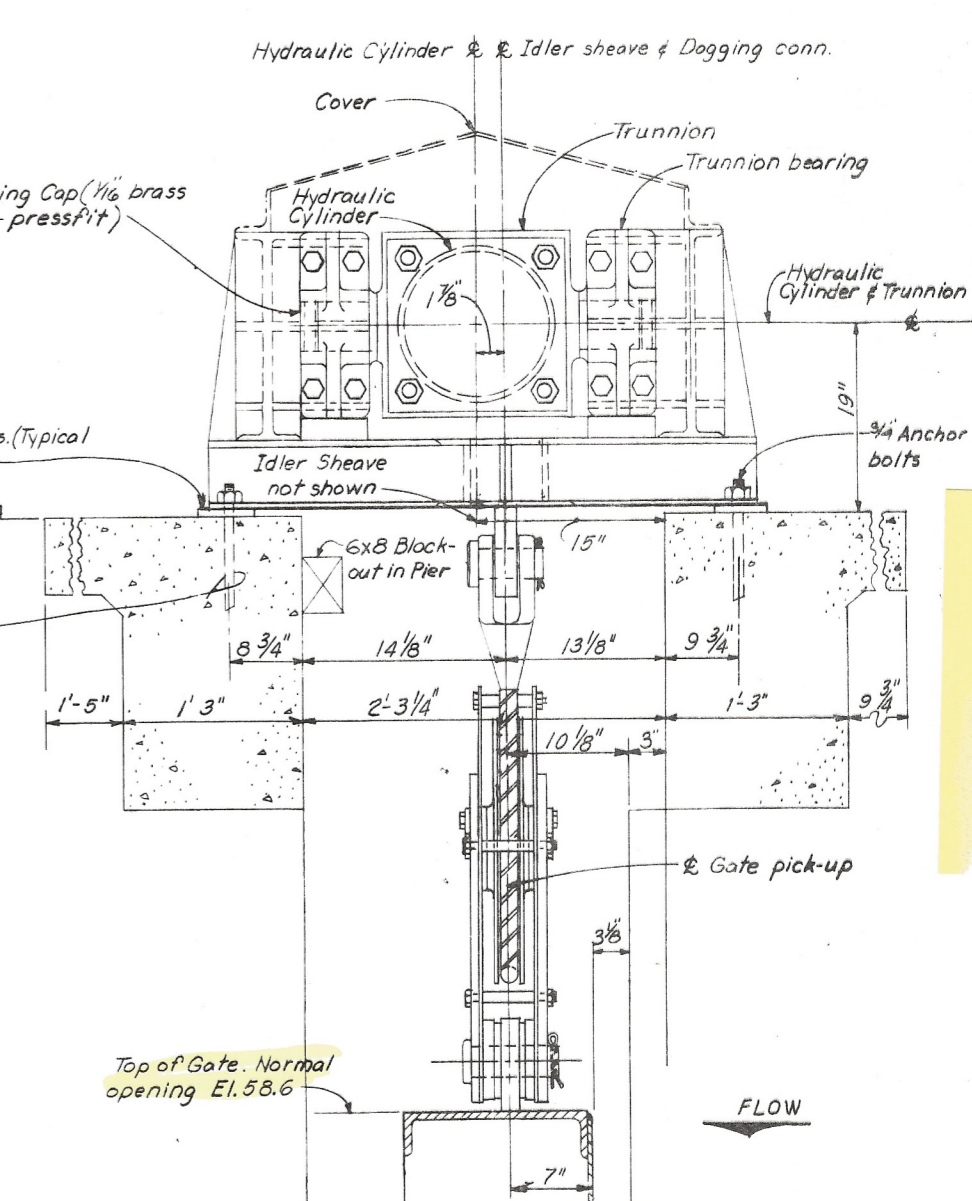 Hydraulic Cylinder ℄ ℄ Idler sheave & Dogging conn.
Cover
Trunnion
Trunnion bearing
ing Cap (1/16 brass
- pressfit)
Hydraulic
Cylinder
1 7/8"
Hydraulic
Cylinder & Trunnion
℄
19"
s. (Typical
Idler Sheave
not shown
3/4" Anchor
bolts
15"
6x8 Block-
out in Pier
8 3/4"
14 1/8"
13 1/8"
9 3/4"
1'-5"
1'3"
2'-3 1/4"
1'-3"
9 3/4"
10 1/8"
3"
℄ Gate pick-up
3 1/8"
Top of Gate. Normal
opening El. 58.6
FLOW
7"